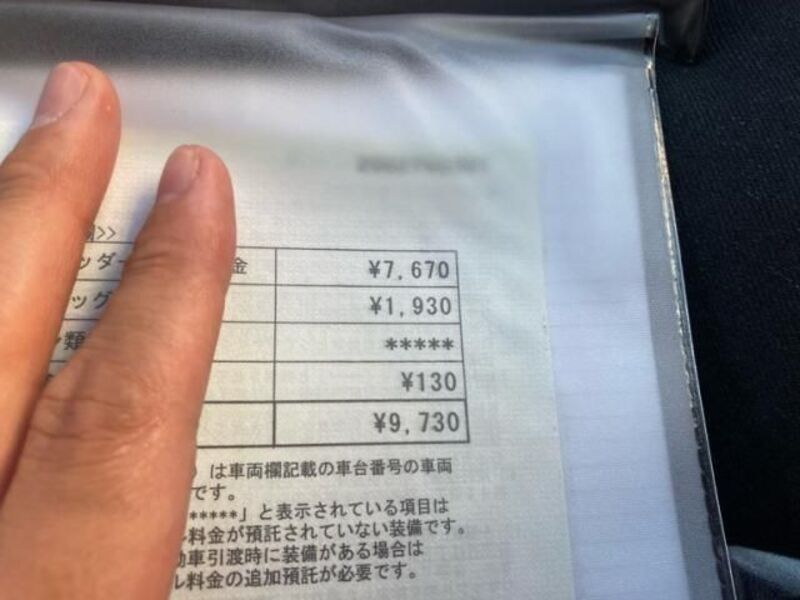 >>
ッダ 金 ¥7,670
ッグ ¥1,930
類 *****
¥130
¥9,730
）は車両欄記載の車台番号の車両
です。
*****」と表示されている項目は
料金が預託されていない装備です。
動車引渡時に装備がある場合は
ル料金の追加預託が必要です。